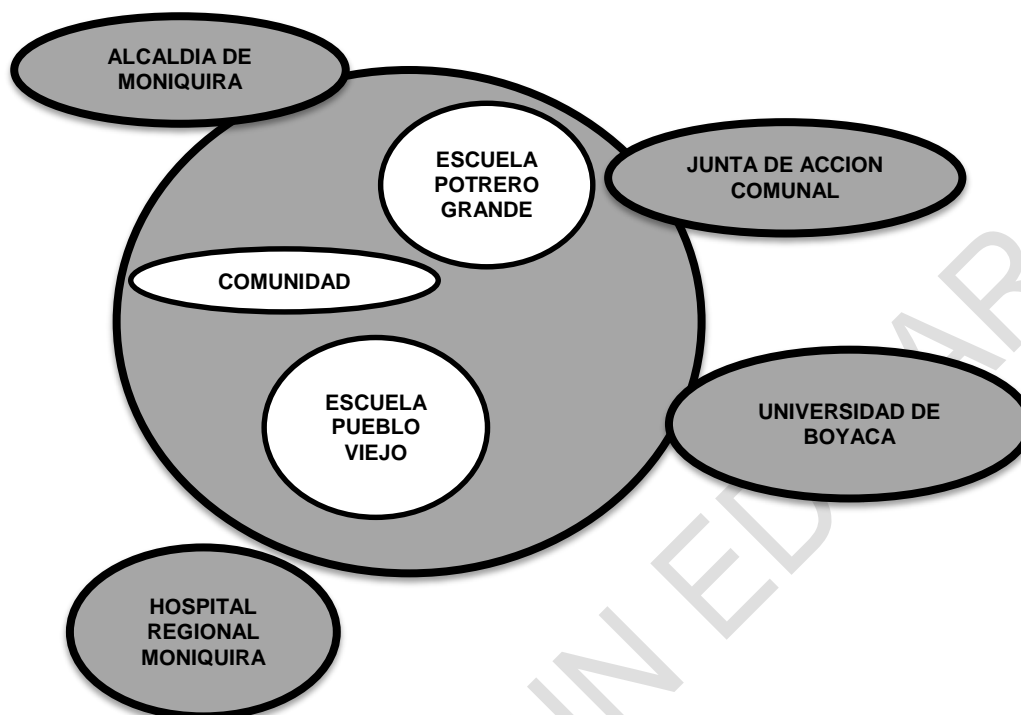 ALCALDIA DE
MONIQUIRA
ESCUELA
POTRERO
GRANDE
JUNTA DE ACCION
COMUNAL
COMUNIDAD
ESCUELA
PUEBLO
VIEJO
UNIVERSIDAD DE
BOYACA
HOSPITAL
REGIONAL
MONIQUIRA